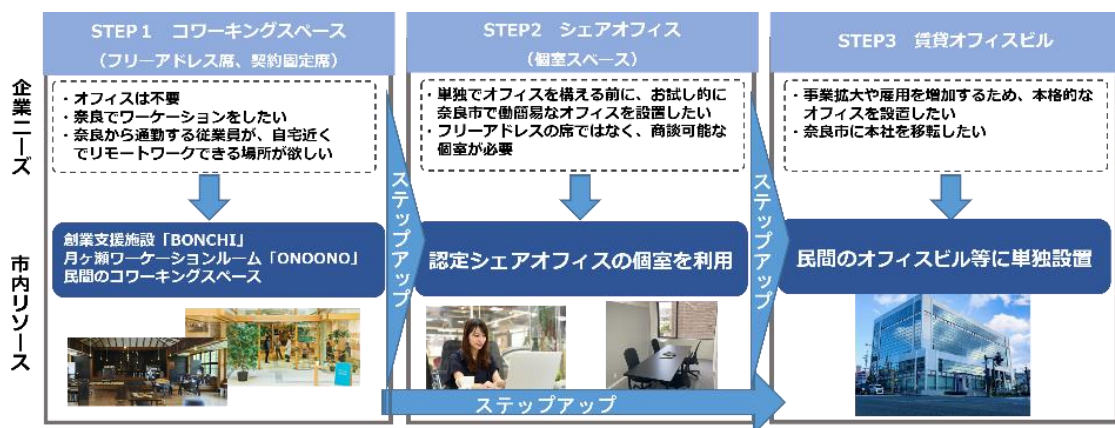 STEP1 コワーキングスペース
(フリーアドレス席、契約固定席)
STEP2 シェアオフィス
(個室スペース)
STEP3 賃貸オフィスビル
企業ニーズ
・オフィスは不要
・奈良でワーケーションをしたい
・奈良から通勤する従業員が、自宅近く
でリモートワークできる場所が欲しい
・単独でオフィスを構える前に、お試し的に
奈良市で働簡易なオフィスを設置したい
・フリーアドレスの席ではなく、商談可能な
個室が必要
・事業拡大や雇用を増加するため、本格的な
オフィスを設置したい
・奈良市に本社を移転したい
ステップアップ
ステップアップ
市内リソース
創業支援施設「BONCHI」
月ヶ瀬ワーケーションルーム「ONOONO」
民間のコワーキングスペース
認定シェアオフィスの個室を利用
民間のオフィスビル等に単独設置
ステップアップ